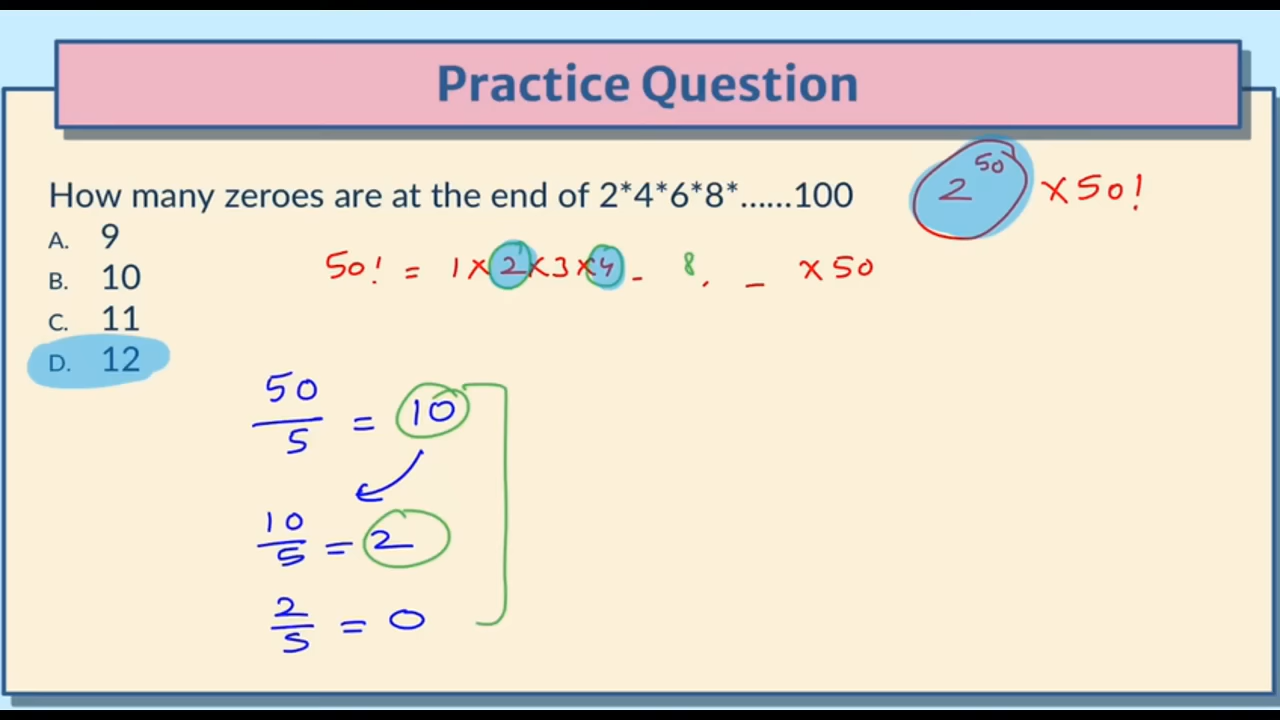 Practice Question
How many zeroes are at the end of 2*4*6*8*......100
2^50 × 50!
A. 9
B. 10
C. 11
D. 12
50! = 1 × 2 × 3 × 4 - 8 . - × 50
50/5 = 10
10/5 = 2
2/5 = 0